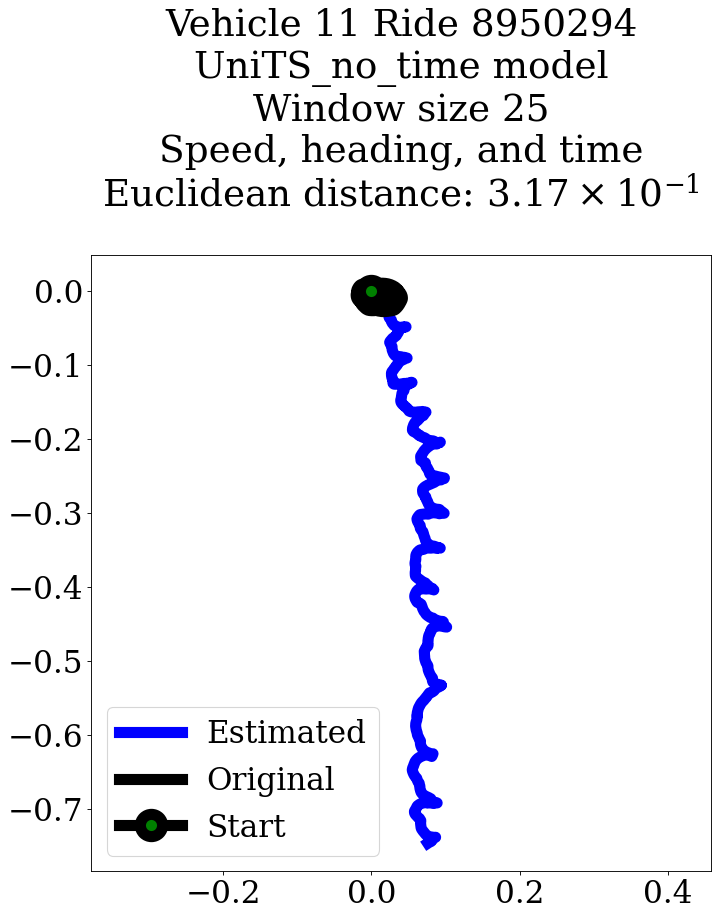 Vehicle 11 Ride 8950294
UniTS_no_time model
Window size 25
Speed, heading, and time
Euclidean distance: 3.17 × 10⁻¹
0.0
−0.1
−0.2
−0.3
−0.4
−0.5
−0.6
−0.7
Estimated
Original
Start
−0.2 0.0 0.2 0.4